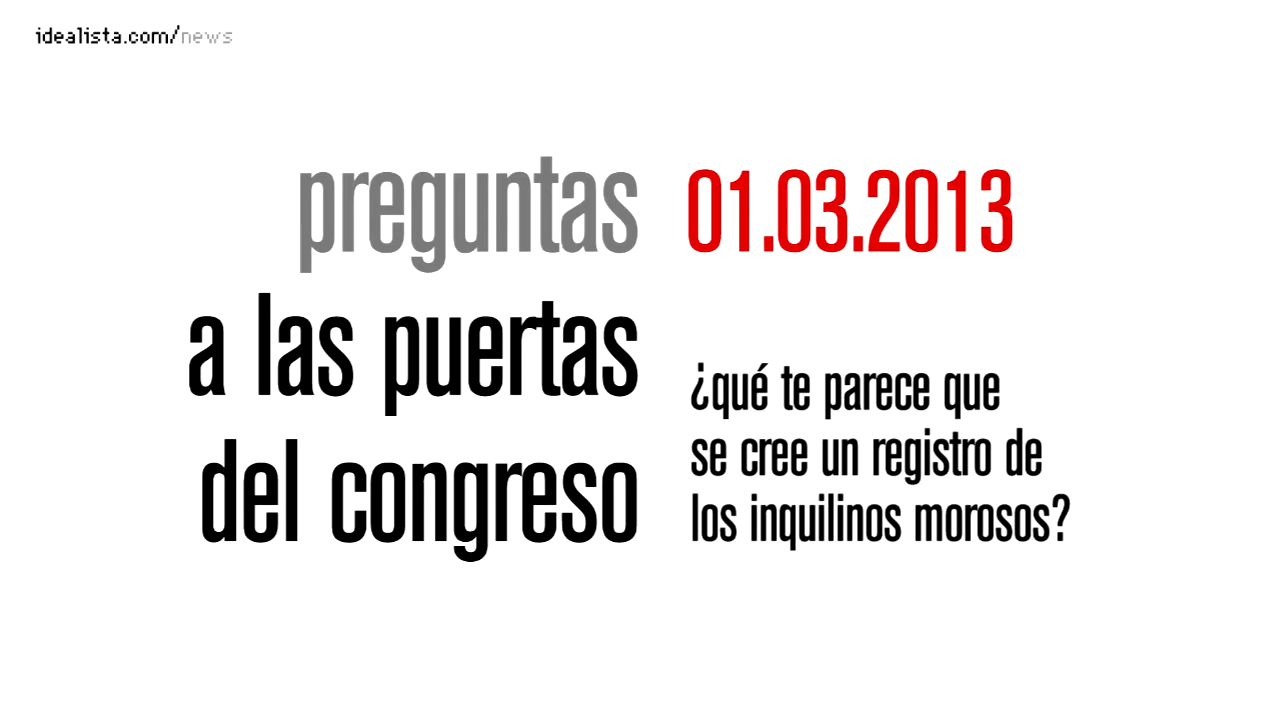 idealista.com/news
preguntas
a las puertas
del congreso
01.03.2013
¿qué te parece que
se cree un registro de
los inquilinos morosos?